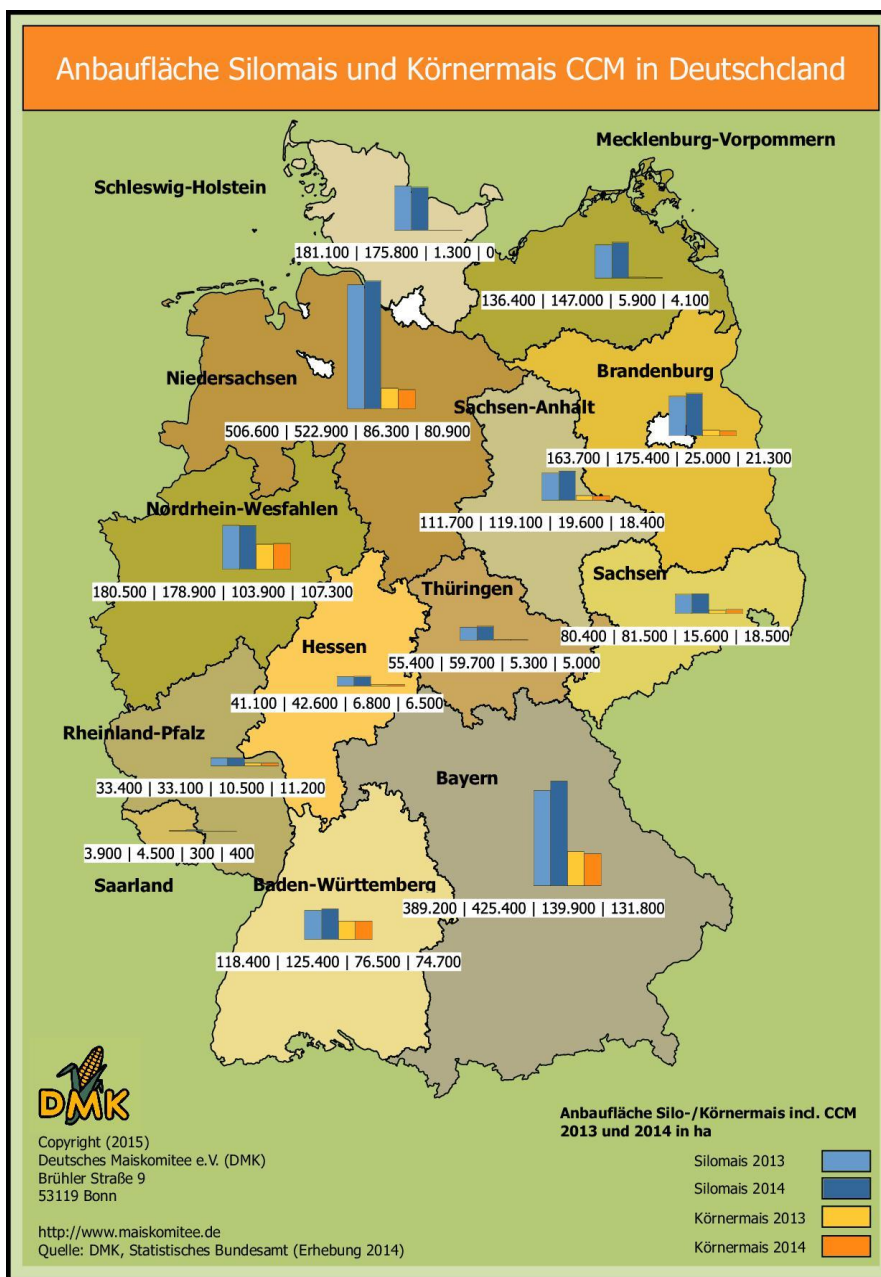 Anbaufläche Silomais und Körnermais CCM in Deutschcland
Mecklenburg-Vorpommern
Schleswig-Holstein
181.100 | 175.800 | 1.300 | 0
136.400 | 147.000 | 5.900 | 4.100
Niedersachsen
Brandenburg
Sachsen-Anhalt
506.600 | 522.900 | 86.300 | 80.900
163.700 | 175.400 | 25.000 | 21.300
Nordrhein-Wesfahlen
111.700 | 119.100 | 19.600 | 18.400
180.500 | 178.900 | 103.900 | 107.300
Thüringen
Sachsen
80.400 | 81.500 | 15.600 | 18.500
Hessen
55.400 | 59.700 | 5.300 | 5.000
41.100 | 42.600 | 6.800 | 6.500
Rheinland-Pfalz
33.400 | 33.100 | 10.500 | 11.200
Bayern
3.900 | 4.500 | 300 | 400
Saarland
Baden-Württemberg
389.200 | 425.400 | 139.900 | 131.800
118.400 | 125.400 | 76.500 | 74.700
DMK
Copyright (2015)
Deutsches Maiskomitee e.V. (DMK)
Brühler Straße 9
53119 Bonn
http://www.maiskomitee.de
Quelle: DMK, Statistisches Bundesamt (Erhebung 2014)
Anbaufläche Silo-/Körnermais incl. CCM
2013 und 2014 in ha
Silomais 2013
Silomais 2014
Körnermais 2013
Körnermais 2014